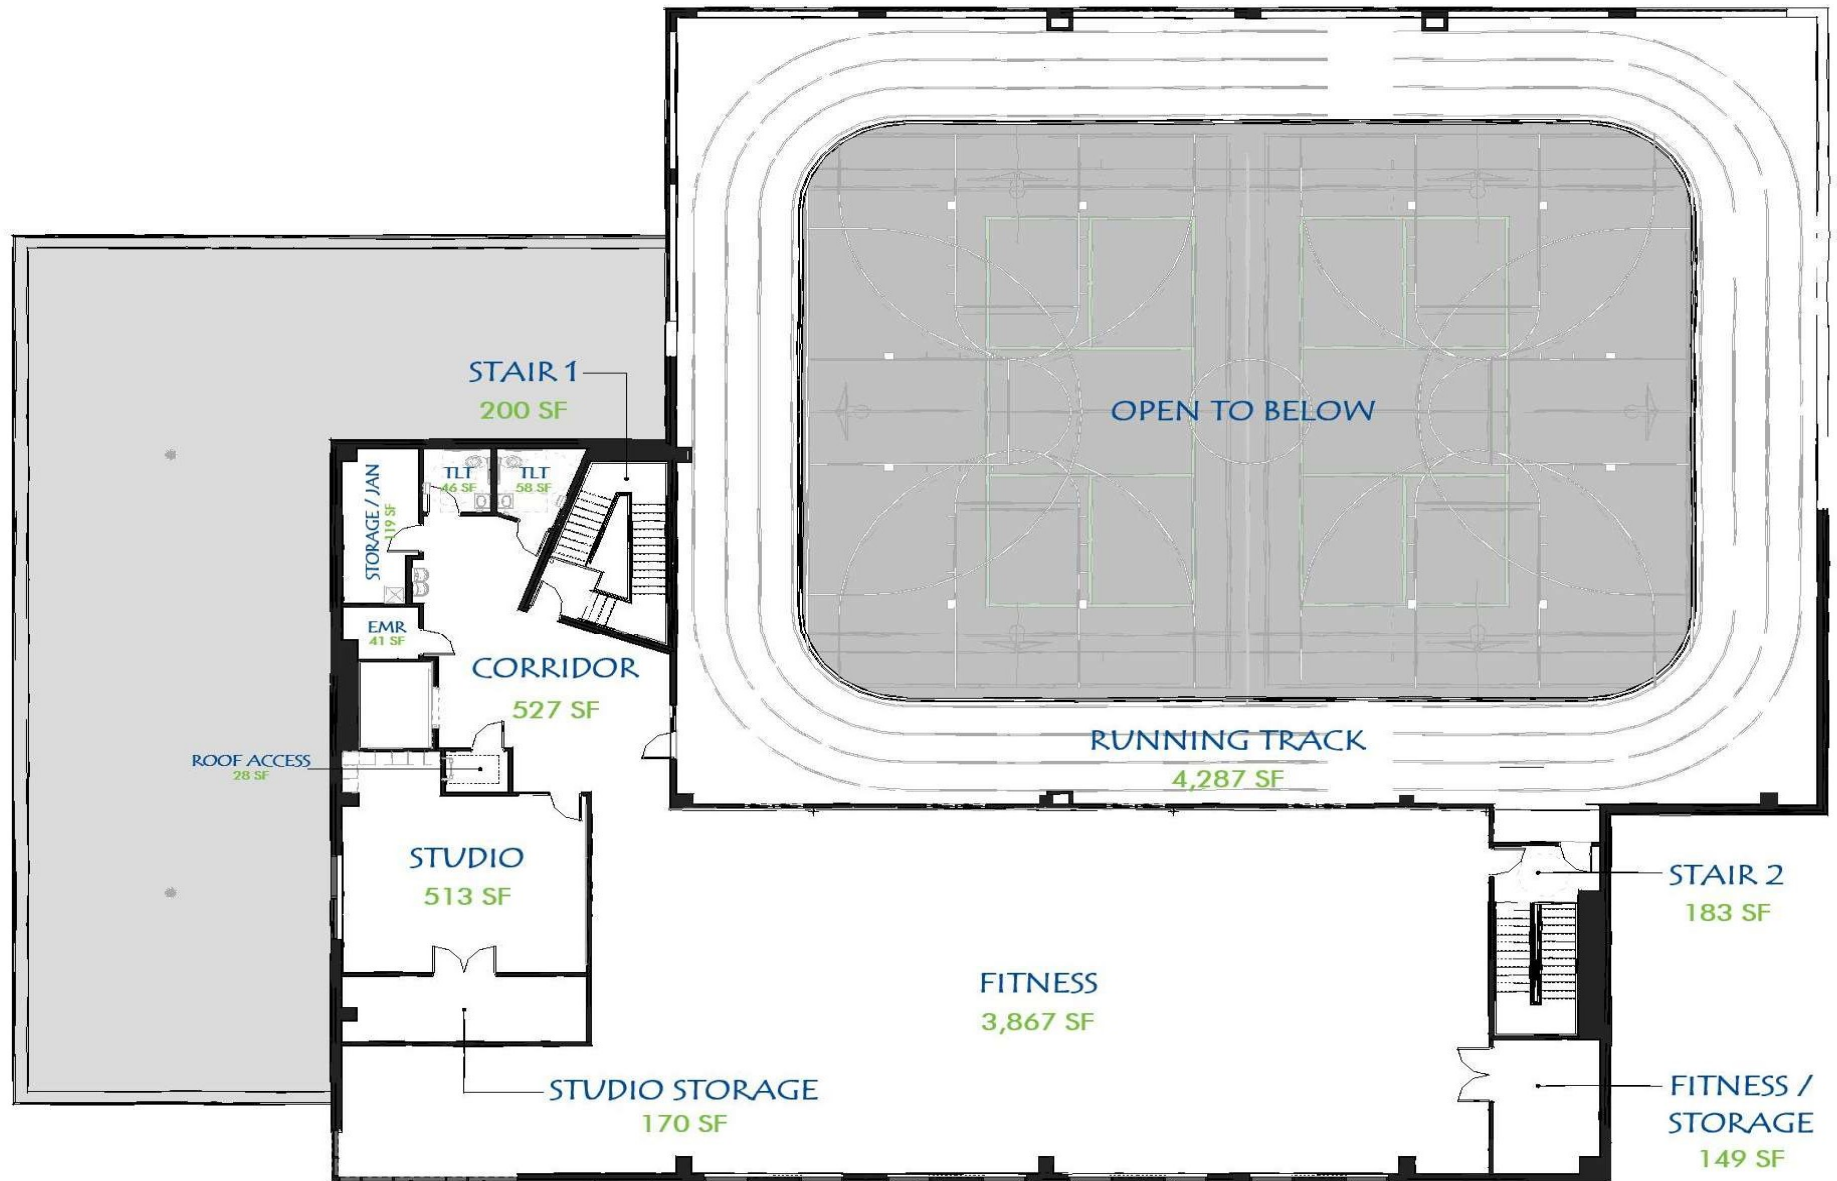 STAIR 1
200 SF
OPEN TO BELOW
TLT
46 SF
TLT
58 SF
STORAGE / JAN
119 SF
EMR
41 SF
CORRIDOR
527 SF
ROOF ACCESS
28 SF
RUNNING TRACK
4,287 SF
STUDIO
513 SF
STAIR 2
183 SF
FITNESS
3,867 SF
STUDIO STORAGE
170 SF
FITNESS /
STORAGE
149 SF